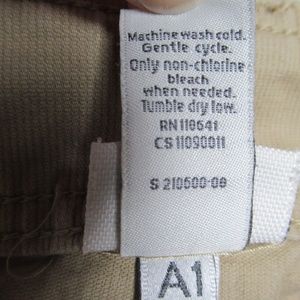 Machine wash cold.
Gentle cycle.
Only non-chlorine
bleach
when needed.
Tumble dry low.
RN 118641
CS 11090011
S 210500-00
A1